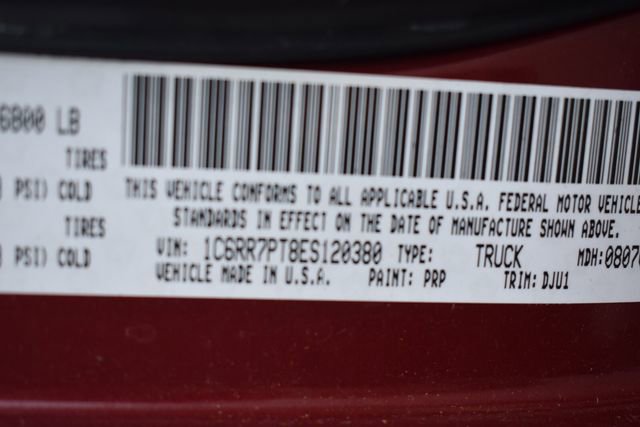 6800 LB
TIRES
PSI) COLD
TIRES
PSI) COLD
THIS VEHICLE CONFORMS TO ALL APPLICABLE U.S.A. FEDERAL MOTOR VEHICLE
STANDARDS IN EFFECT ON THE DATE OF MANUFACTURE SHOWN ABOVE.
VIN: 1C6RR7PT8ES120380 TYPE: TRUCK MDH:0807
VEHICLE MADE IN U.S.A. PAINT: PRP TRIM: DJU1